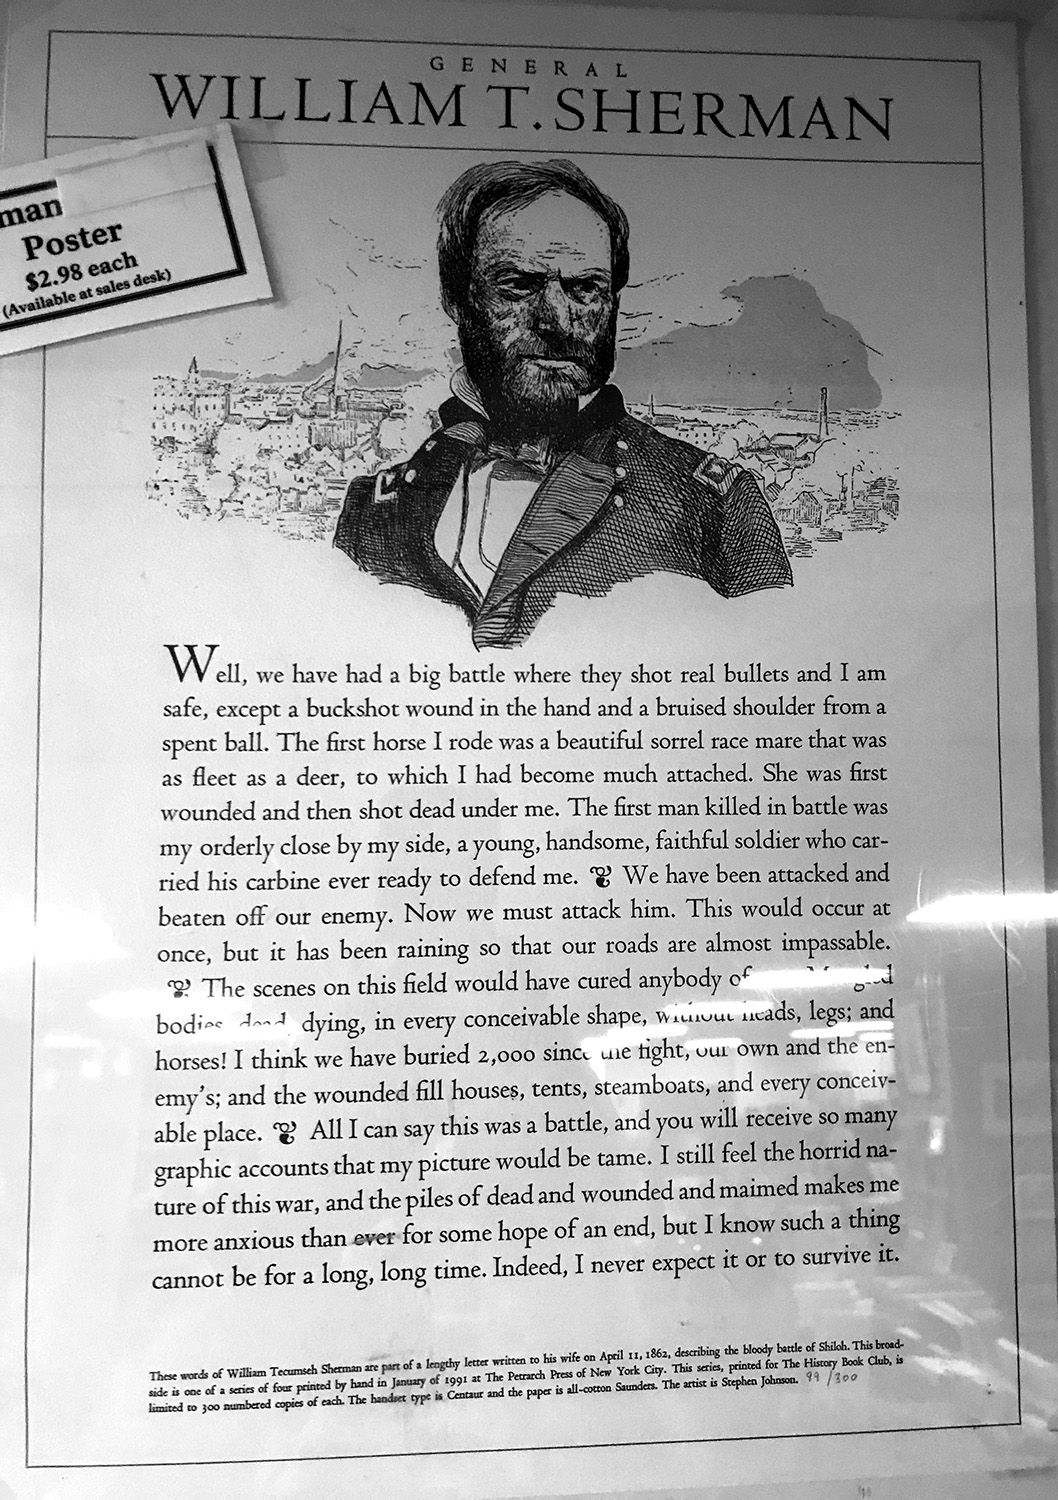 GENERAL
WILLIAM T. SHERMAN
man
Poster
$2.98 each
(Available at sales desk)
Well, we have had a big battle where they shot real bullets and I am
safe, except a buckshot wound in the hand and a bruised shoulder from a
spent ball. The first horse I rode was a beautiful sorrel race mare that was
as fleet as a deer, to which I had become much attached. She was first
wounded and then shot dead under me. The first man killed in battle was
my orderly close by my side, a young, handsome, faithful soldier who car-
ried his carbine ever ready to defend me. ❦ We have been attacked and
beaten off our enemy. Now we must attack him. This would occur at
once, but it has been raining so that our roads are almost impassable.
❦ The scenes on this field would have cured anybody of Mangled
bodies, dead, dying, in every conceivable shape, without heads, legs; and
horses! I think we have buried 2,000 since the fight, our own and the en-
emy's; and the wounded fill houses, tents, steamboats, and every conceiv-
able place. ❦ All I can say this was a battle, and you will receive so many
graphic accounts that my picture would be tame. I still feel the horrid na-
ture of this war, and the piles of dead and wounded and maimed makes me
more anxious than ever for some hope of an end, but I know such a thing
cannot be for a long, long time. Indeed, I never expect it or to survive it.
These words of William Tecumseh Sherman are part of a lengthy letter written to his wife on April 11, 1862, describing the bloody battle of Shiloh. This broad-
side is one of a series of four printed by hand in January of 1991 at The Petrarch Press of New York City. This series, printed for The History Book Club, is
limited to 300 numbered copies of each. The handset type is Centaur and the paper is all-cotton Saunders. The artist is Stephen Johnson. 99/300